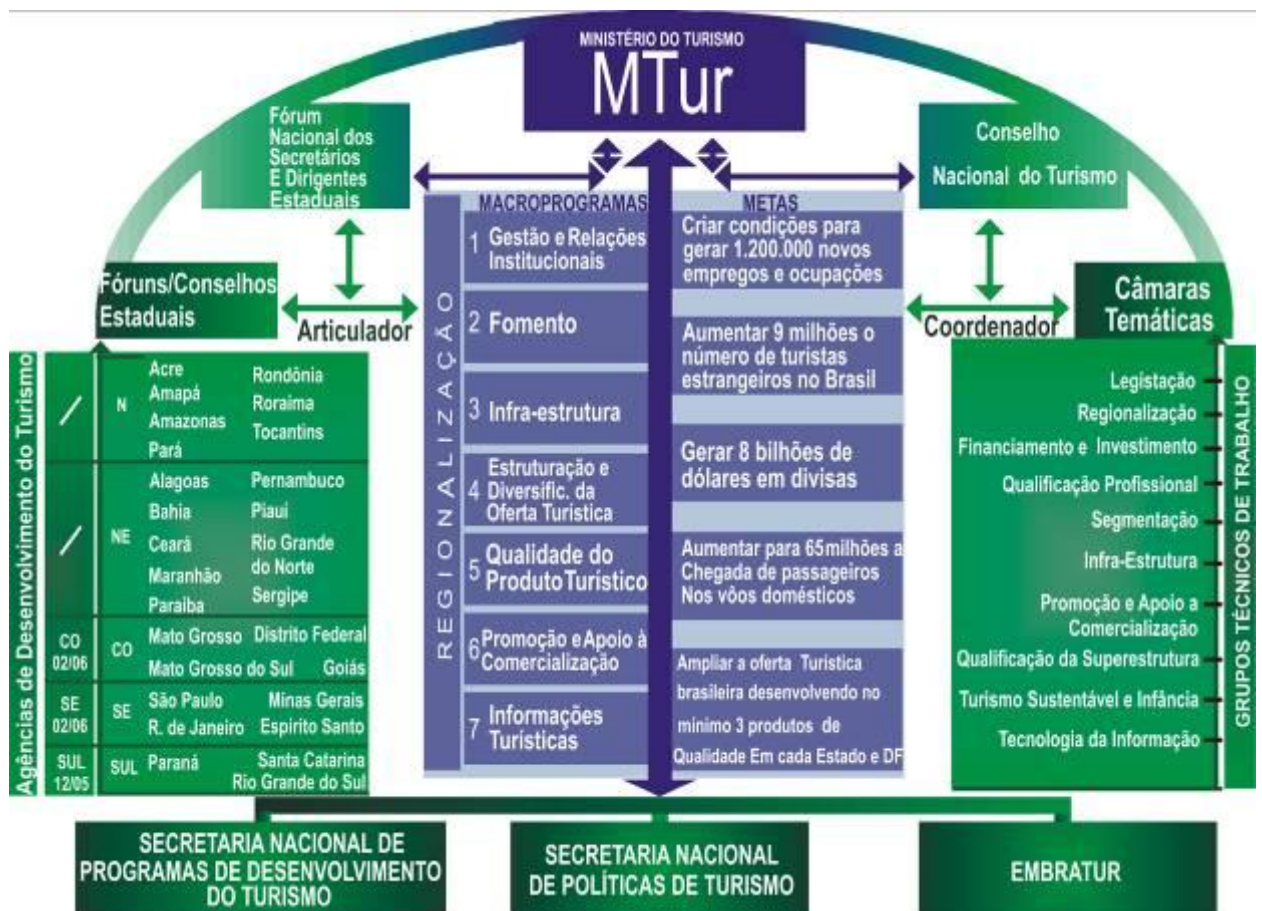 MINISTÉRIO DO TURISMO
MTur
Fórum
Nacional dos
Secretários
E Dirigentes
Estaduais
Conselho
Nacional do Turismo
Fóruns/Conselhos
Estaduais
Articulador
Coordenador
Câmaras
Temáticas
Agências de Desenvolvimento do Turismo
/
N
Acre
Amapá
Amazonas
Pará
Rondônia
Roraima
Tocantins
/
NE
Alagoas
Bahia
Ceará
Maranhão
Paraiba
Pernambuco
Piaui
Rio Grande
do Norte
Sergipe
CO
02/06
CO
Mato Grosso Distrito Federal
Mato Grosso do Sul Goiás
SE
02/06
SE
São Paulo Minas Gerais
R. de Janeiro Espirito Santo
SUL
12/05
SUL
Paraná Santa Catarina
Rio Grande do Sul
REGIONALIZAÇÃO
MACROPROGRAMAS
1 Gestão e Relações
Institucionais
2 Fomento
3 Infra-estrutura
4 Estruturação e
Diversific. da
Oferta Turística
5 Qualidade do
Produto Turístico
6 Promoção e Apoio à
Comercialização
7 Informações
Turísticas
METAS
Criar condições para
gerar 1.200.000 novos
empregos e ocupações
Aumentar 9 milhões o
número de turistas
estrangeiros no Brasil
Gerar 8 bilhões de
dólares em divisas
Aumentar para 65milhões a
Chegada de passageiros
Nos vôos domésticos
Ampliar a oferta Turistica
brasileira desenvolvendo no
mínimo 3 produtos de
Qualidade Em cada Estado e DF
Legistação
Regionalização
Financiamento e Investimento
Qualificação Profissional
Segmentação
Infra-Estrutura
Promoção e Apoio a
Comercialização
Qualificação da Superestrutura
Turismo Sustentável e Infância
Tecnologia da Informação
GRUPOS TÉCNICOS DE TRABALHO
SECRETARIA NACIONAL DE
PROGRAMAS DE DESENVOLVIMENTO
DO TURISMO
SECRETARIA NACIONAL
DE POLÍTICAS DE TURISMO
EMBRATUR